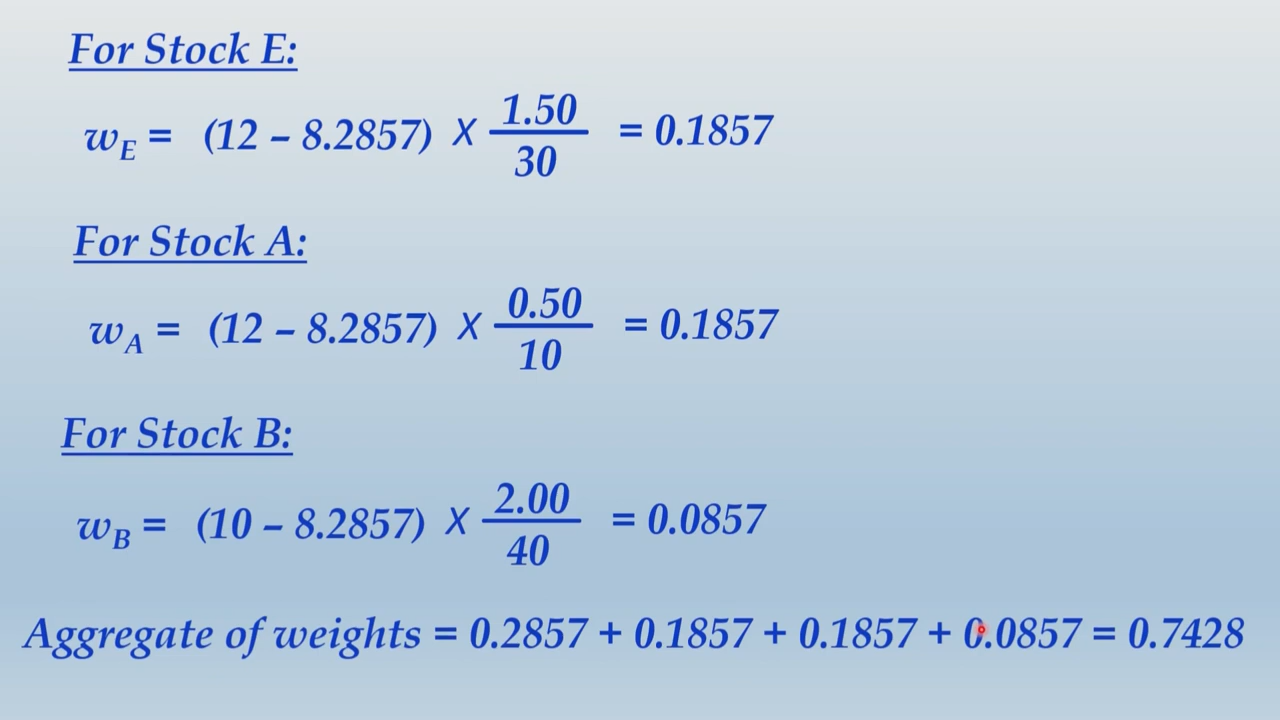 For Stock E:
w_E = (12 – 8.2857) X 1.50/30 = 0.1857
For Stock A:
w_A = (12 – 8.2857) X 0.50/10 = 0.1857
For Stock B:
w_B = (10 – 8.2857) X 2.00/40 = 0.0857
Aggregate of weights = 0.2857 + 0.1857 + 0.1857 + 0.0857 = 0.7428